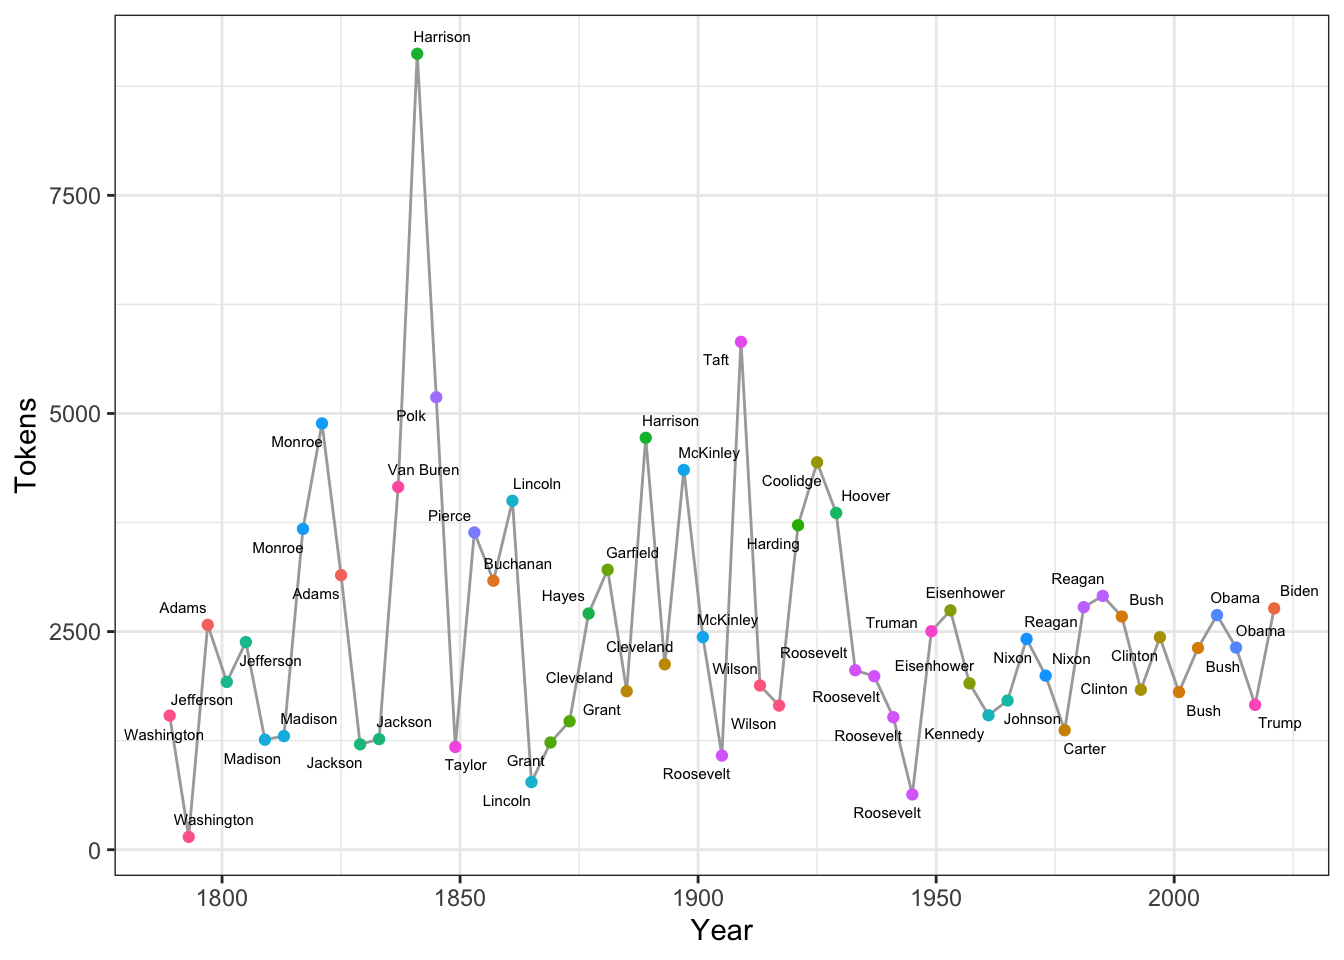 Harrison
7500
Taft
5000
Polk
Harrison
Monroe
McKinley
Van Buren
Coolidge
Lincoln
Hoover
Pierce
Monroe
Harding
Garfield
Buchanan
Reagan
Adams
Eisenhower
Biden
Hayes
Obama
Bush
Adams
2500
McKinley
Truman
Reagan
Obama
Cleveland
Roosevelt
Clinton
Jefferson
Nixon
Nixon
Eisenhower
Bush
Wilson
Cleveland
Clinton
Jefferson
Roosevelt
Grant
Bush
Madison
Jackson
Wilson
Johnson
Trump
Washington
Roosevelt
Kennedy
Carter
Madison
Jackson
Taylor
Grant
Roosevelt
Lincoln
Roosevelt
Washington
0
1800
1850
1900
1950
2000
Year
Tokens